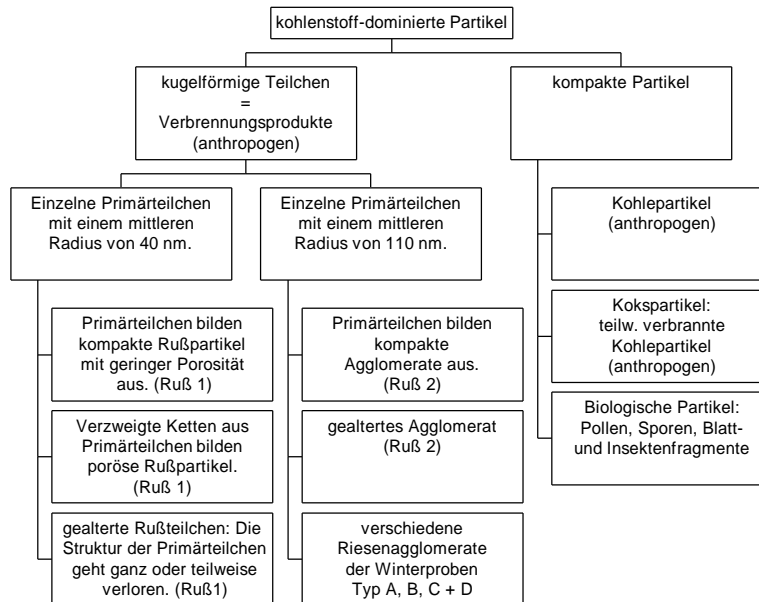 kohlenstoff-dominierte Partikel
kugelförmige Teilchen
=
Verbrennungsprodukte
(anthropogen)
kompakte Partikel
Einzelne Primärteilchen
mit einem mittleren
Radius von 40 nm.
Einzelne Primärteilchen
mit einem mittleren
Radius von 110 nm.
Primärteilchen bilden
kompakte Rußpartikel
mit geringer Porosität
aus. (Ruß 1)
Verzweigte Ketten aus
Primärteilchen bilden
poröse Rußpartikel.
(Ruß 1)
gealterte Rußteilchen: Die
Struktur der Primärteilchen
geht ganz oder teilweise
verloren. (Ruß1)
Primärteilchen bilden
kompakte
Agglomerate aus.
(Ruß 2)
gealtertes Agglomerat
(Ruß 2)
verschiedene
Riesenagglomerate
der Winterproben
Typ A, B, C + D
Kohlepartikel
(anthropogen)
Kokspartikel:
teilw. verbrannte
Kohlepartikel
(anthropogen)
Biologische Partikel:
Pollen, Sporen, Blatt-
und Insektenfragmente